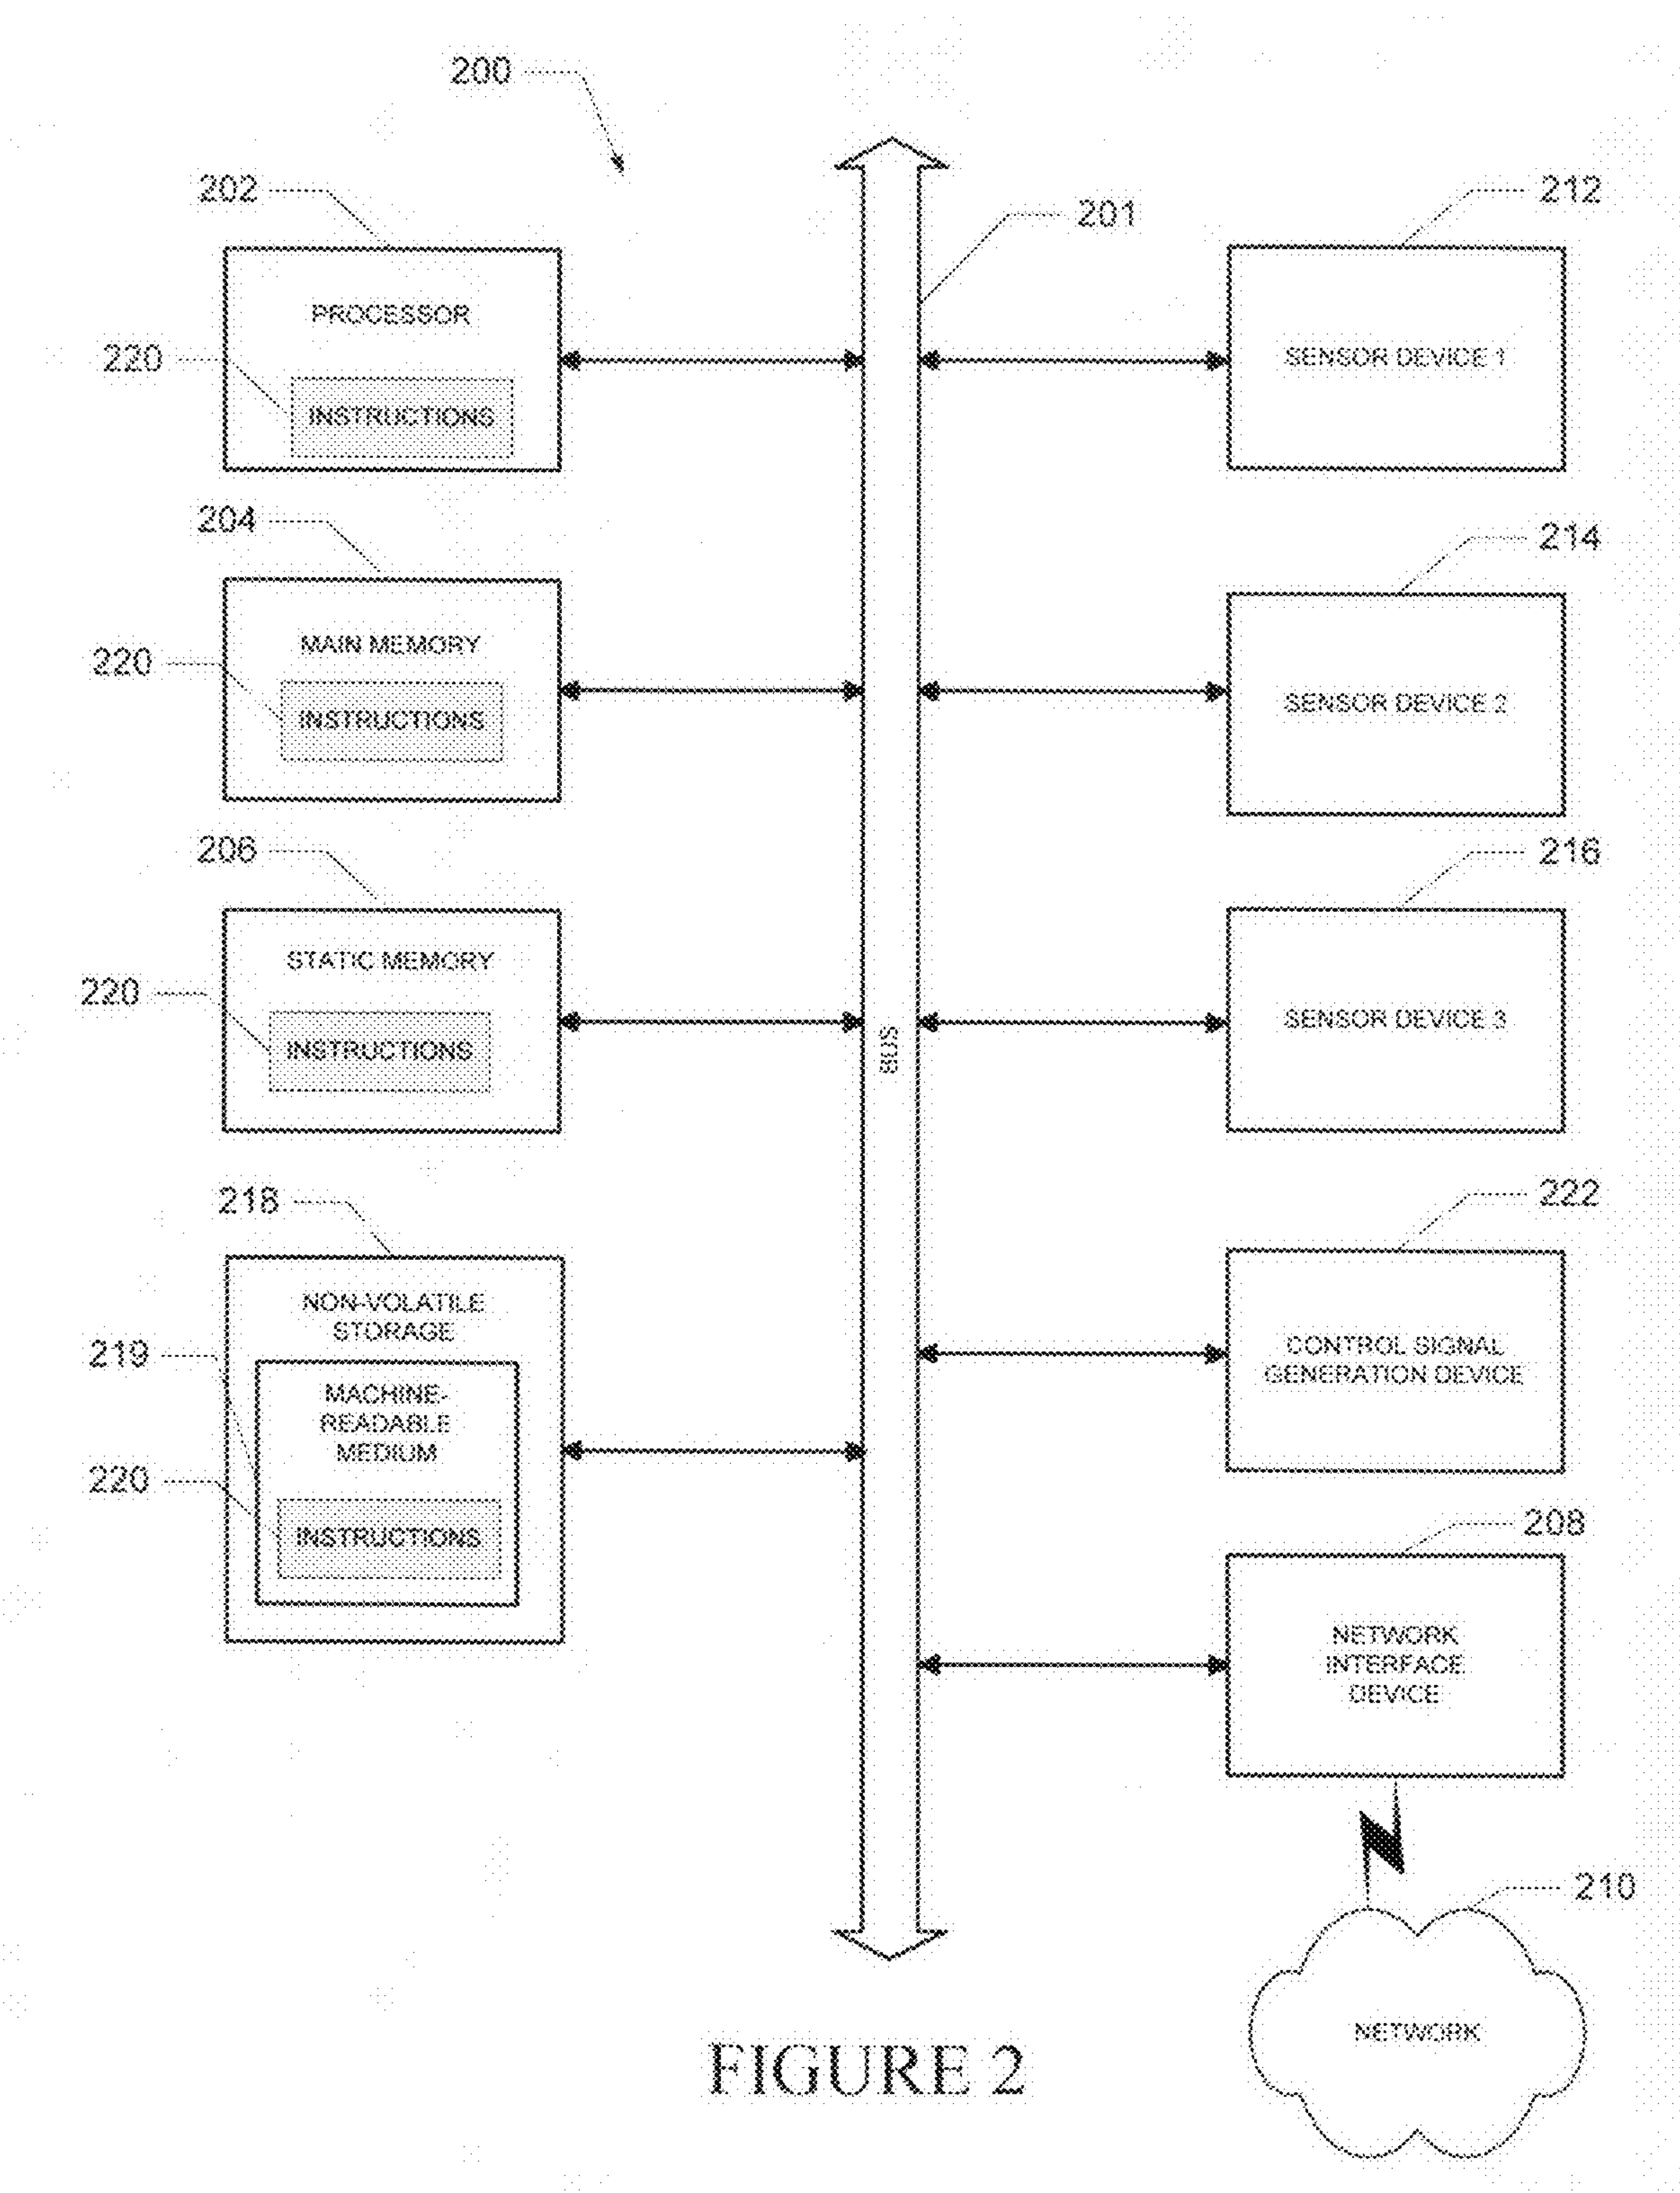 200
202
201
212
PROCESSOR
220
INSTRUCTIONS
SENSOR DEVICE 1
204
214
MAIN MEMORY
220
INSTRUCTIONS
SENSOR DEVICE 2
206
216
STATIC MEMORY
220
INSTRUCTIONS
SENSOR DEVICE 3
BUS
218
222
NON-VOLATILE
STORAGE
219
MACHINE-
READABLE
MEDIUM
220
INSTRUCTIONS
CONTROL SIGNAL
GENERATION DEVICE
208
NETWORK
INTERFACE
DEVICE
210
NETWORK
FIGURE 2